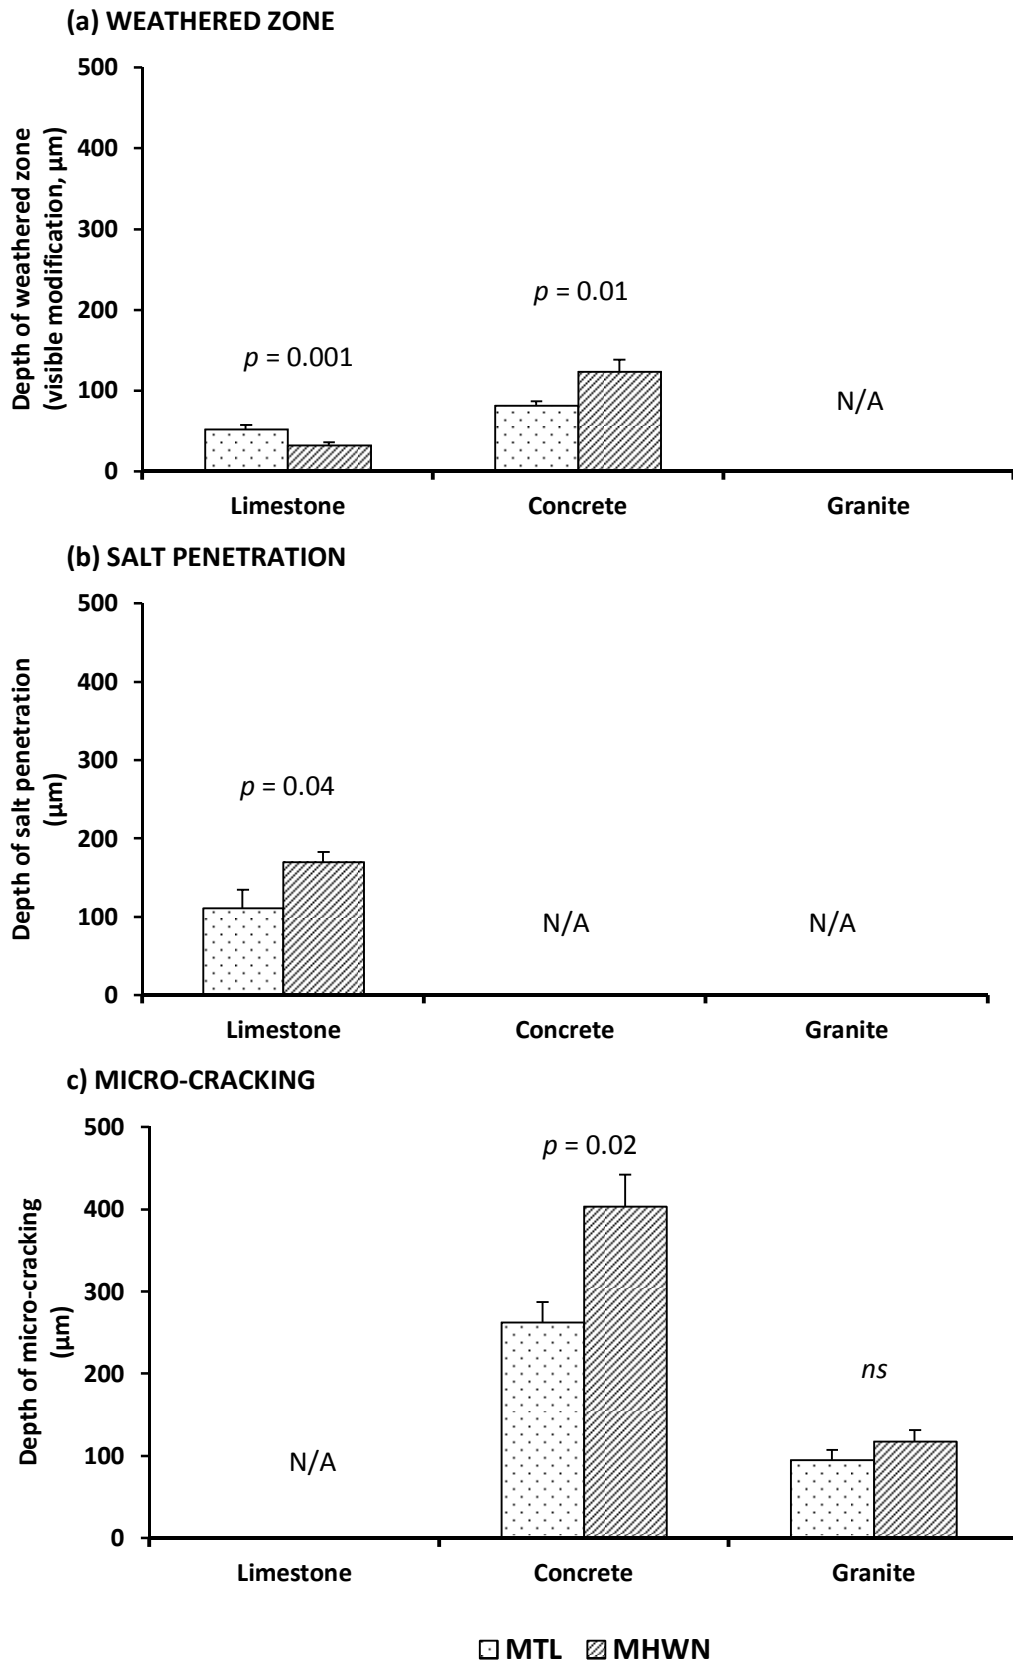 (a) WEATHERED ZONE
Depth of weathered zone
(visible modification, µm)
500
400
300
200
100
0
p = 0.001
p = 0.01
N/A
Limestone
Concrete
Granite
(b) SALT PENETRATION
Depth of salt penetration
(µm)
500
400
300
200
100
0
p = 0.04
N/A
N/A
Limestone
Concrete
Granite
c) MICRO-CRACKING
Depth of micro-cracking
(µm)
500
400
300
200
100
0
N/A
p = 0.02
ns
Limestone
Concrete
Granite
MTL
MHWN